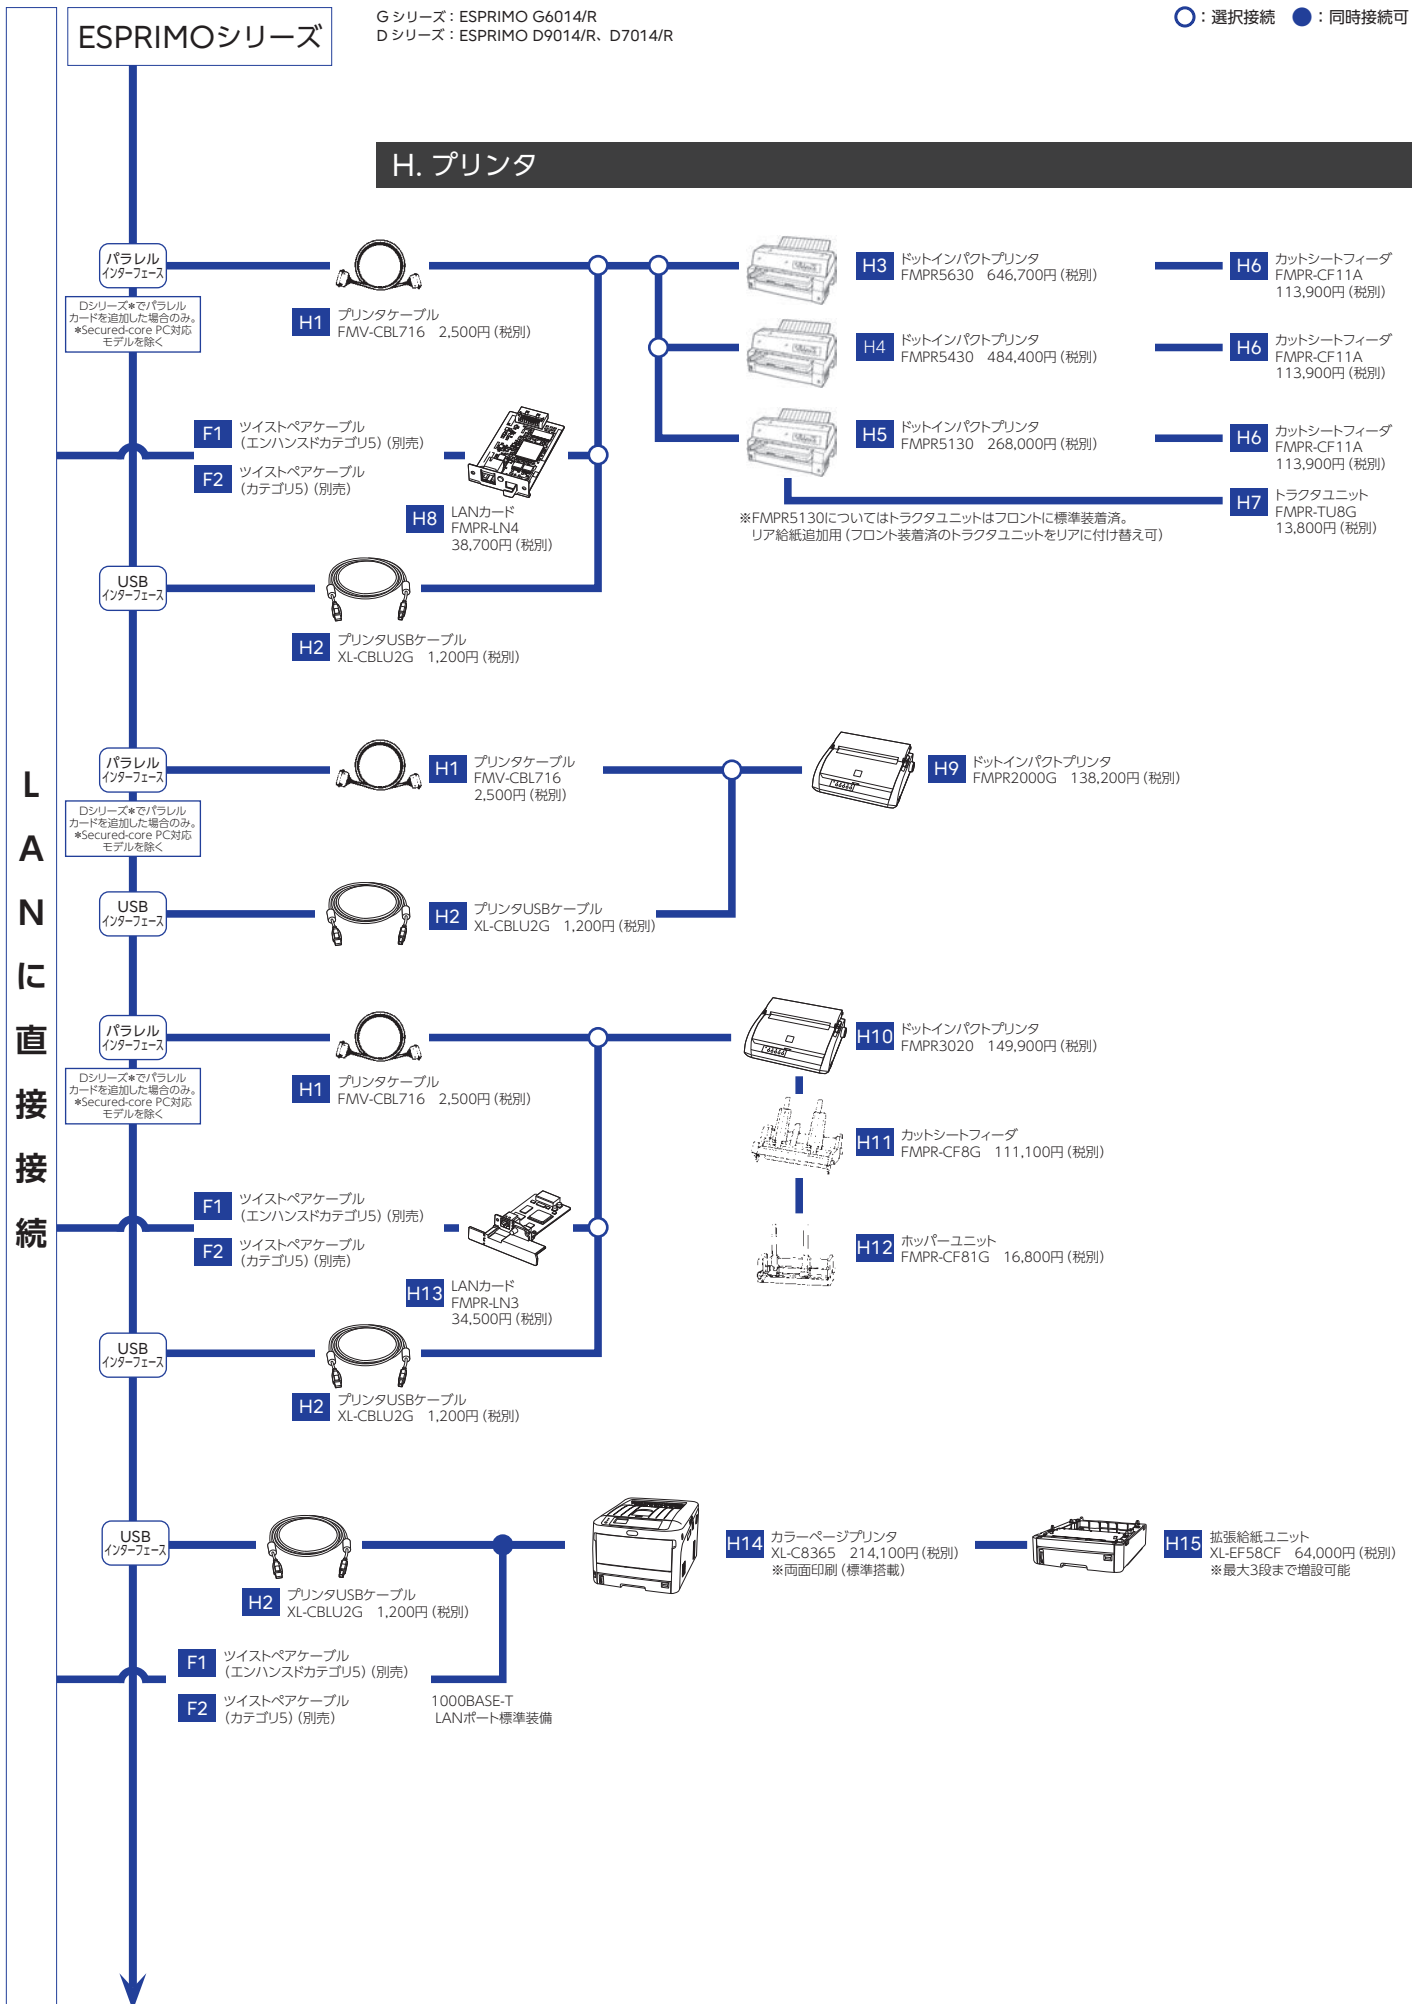 ESPRIMOシリーズ
G シリーズ：ESPRIMO G6014/R
D シリーズ：ESPRIMO D9014/R、D7014/R
○：選択接続 ●：同時接続可
H. プリンタ
LANに直接接続
パラレル
インターフェース
Dシリーズ*でパラレル
カードを追加した場合のみ。
*Secured-core PC対応
モデルを除く
H1 プリンタケーブル
FMV-CBL716 2,500円（税別）
H3 ドットインパクトプリンタ
FMPR5630 646,700円（税別）
H6 カットシートフィーダ
FMPR-CF11A
113,900円（税別）
H4 ドットインパクトプリンタ
FMPR5430 484,400円（税別）
H6 カットシートフィーダ
FMPR-CF11A
113,900円（税別）
F1 ツイストペアケーブル
（エンハンスドカテゴリ5）（別売）
F2 ツイストペアケーブル
（カテゴリ5）（別売）
H8 LANカード
FMPR-LN4
38,700円（税別）
H5 ドットインパクトプリンタ
FMPR5130 268,000円（税別）
H6 カットシートフィーダ
FMPR-CF11A
113,900円（税別）
H7 トラクタユニット
FMPR-TU8G
13,800円（税別）
※FMPR5130についてはトラクタユニットはフロントに標準装着済。
リア給紙追加用（フロント装着済のトラクタユニットをリアに付け替え可）
USB
インターフェース
H2 プリンタUSBケーブル
XL-CBLU2G 1,200円（税別）
パラレル
インターフェース
Dシリーズ*でパラレル
カードを追加した場合のみ。
*Secured-core PC対応
モデルを除く
H1 プリンタケーブル
FMV-CBL716
2,500円（税別）
H9 ドットインパクトプリンタ
FMPR2000G 138,200円（税別）
USB
インターフェース
H2 プリンタUSBケーブル
XL-CBLU2G 1,200円（税別）
パラレル
インターフェース
Dシリーズ*でパラレル
カードを追加した場合のみ。
*Secured-core PC対応
モデルを除く
H1 プリンタケーブル
FMV-CBL716 2,500円（税別）
H10 ドットインパクトプリンタ
FMPR3020 149,900円（税別）
H11 カットシートフィーダ
FMPR-CF8G 111,100円（税別）
F1 ツイストペアケーブル
（エンハンスドカテゴリ5）（別売）
F2 ツイストペアケーブル
（カテゴリ5）（別売）
H13 LANカード
FMPR-LN3
34,500円（税別）
H12 ホッパーユニット
FMPR-CF81G 16,800円（税別）
USB
インターフェース
H2 プリンタUSBケーブル
XL-CBLU2G 1,200円（税別）
USB
インターフェース
H2 プリンタUSBケーブル
XL-CBLU2G 1,200円（税別）
H14 カラーページプリンタ
XL-C8365 214,100円（税別）
※両面印刷（標準搭載）
H15 拡張給紙ユニット
XL-EF58CF 64,000円（税別）
※最大3段まで増設可能
F1 ツイストペアケーブル
（エンハンスドカテゴリ5）（別売）
F2 ツイストペアケーブル
（カテゴリ5）（別売）
1000BASE-T
LANポート標準装備